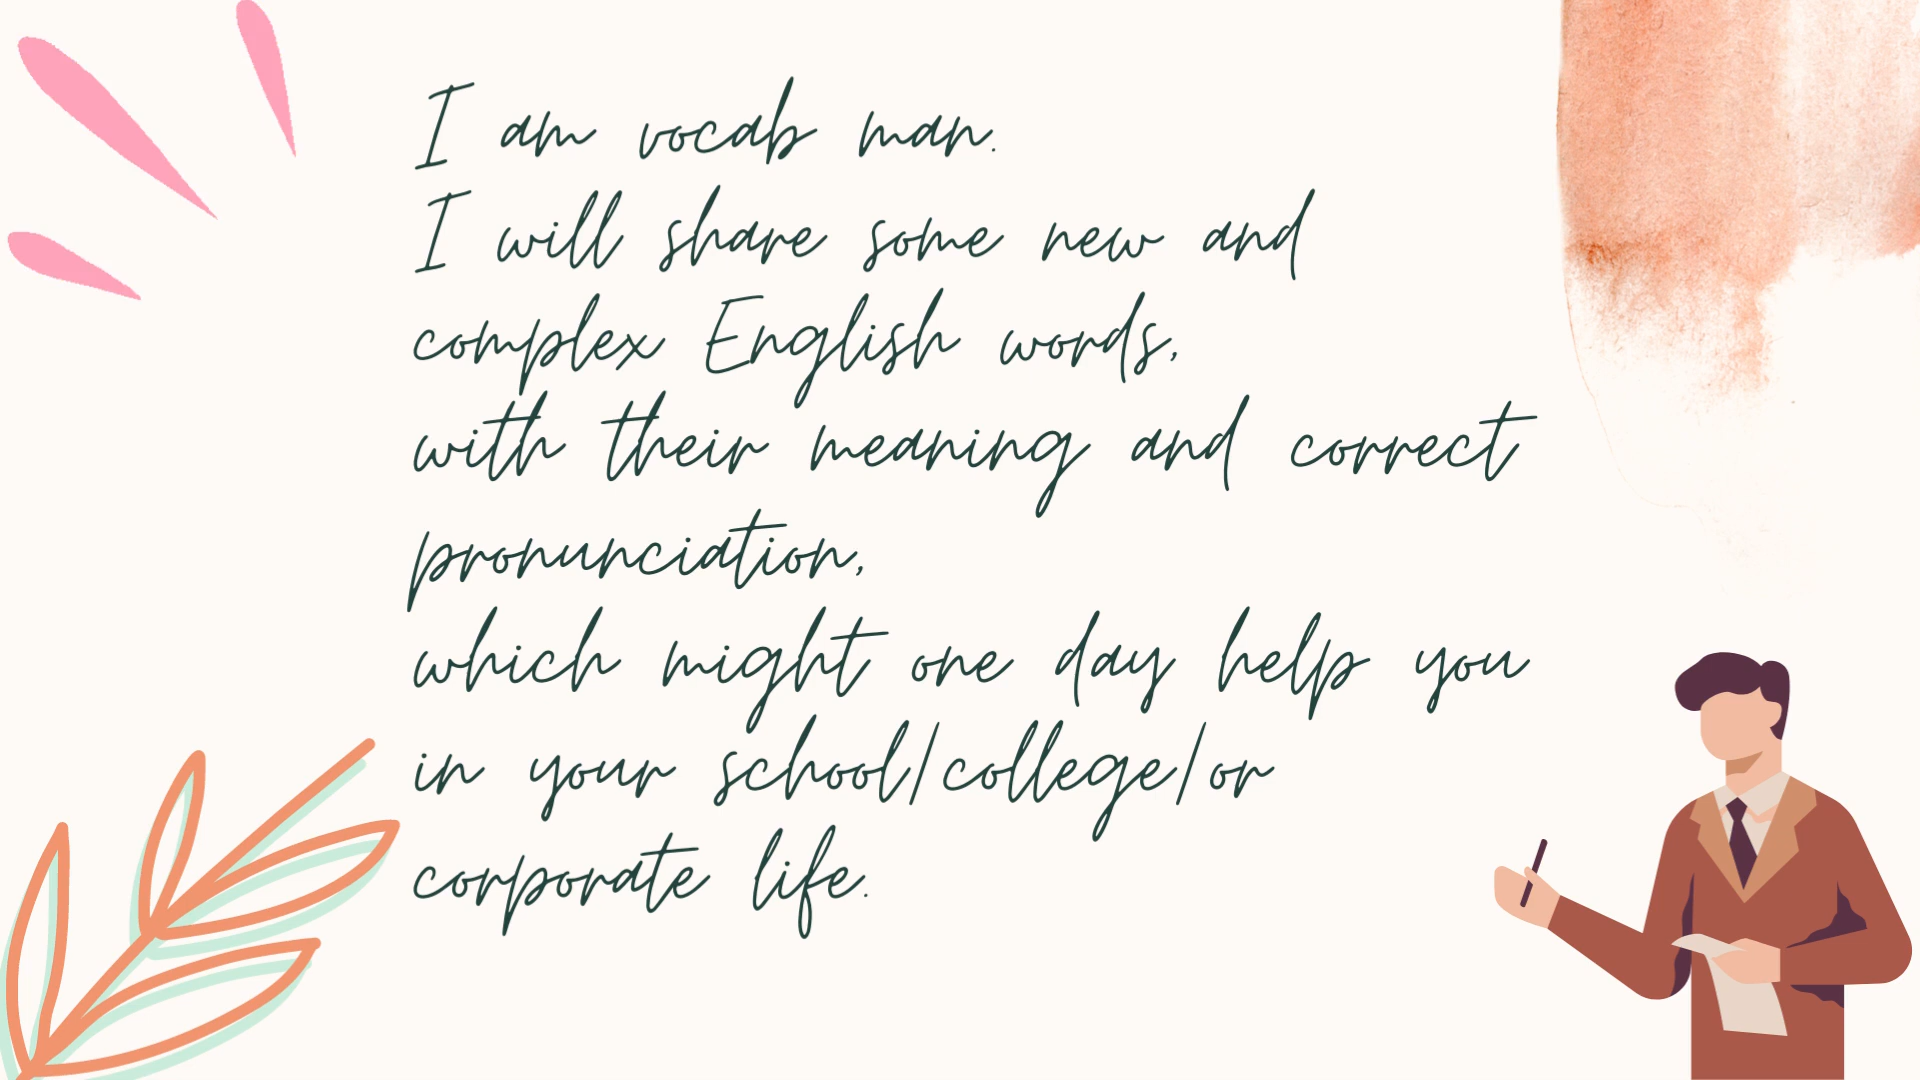 I am vocab man.
I will share some new and
complex English words,
with their meaning and correct
pronunciation,
which might one day help you
in your school/college/or
corporate life.